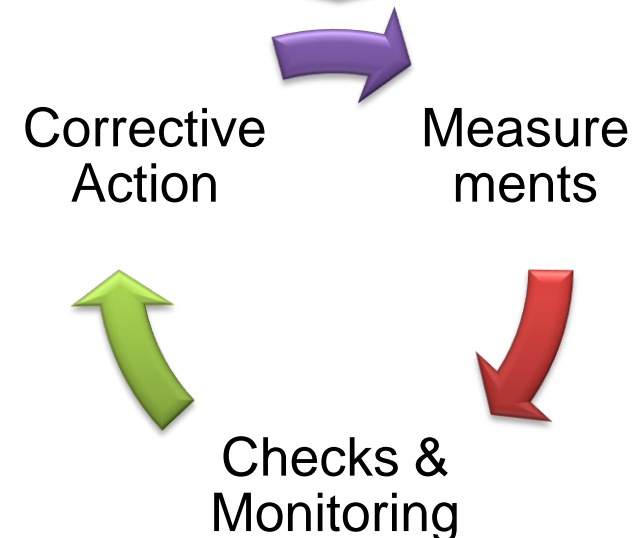 Corrective
Action
Measure
ments
Checks &
Monitoring